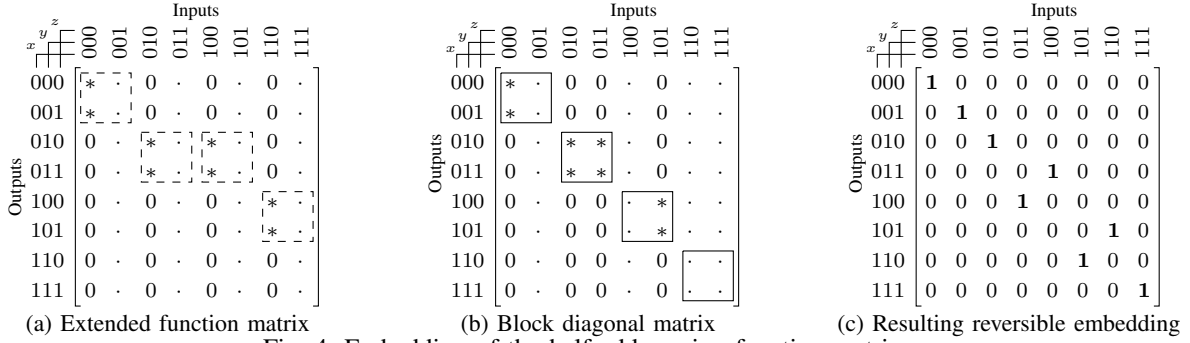 Inputs Inputs Inputs
x y z 000 001 010 011 100 101 110 111 x y z 000 001 010 011 100 101 110 111 x y z 000 001 010 011 100 101 110 111
Outputs Outputs Outputs
000 * · 0 · 0 · 0 · 000 * · 0 0 · 0 · · 000 1 0 0 0 0 0 0 0
001 * · 0 · 0 · 0 · 001 * · 0 0 · 0 · · 001 0 1 0 0 0 0 0 0
010 0 · * · * · 0 · 010 0 · * * · 0 · · 010 0 0 1 0 0 0 0 0
011 0 · * · * · 0 · 011 0 · * * · 0 · · 011 0 0 0 0 1 0 0 0
100 0 · 0 · 0 · * · 100 0 · 0 0 · * · · 100 0 0 0 1 0 0 0 0
101 0 · 0 · 0 · * · 101 0 · 0 0 · * · · 101 0 0 0 0 0 0 1 0
110 0 · 0 · 0 · 0 · 110 0 · 0 0 · 0 · · 110 0 0 0 0 0 1 0 0
111 0 · 0 · 0 · 0 · 111 0 · 0 0 · 0 · · 111 0 0 0 0 0 0 0 1
(a) Extended function matrix (b) Block diagonal matrix (c) Resulting reversible embedding
Fig. 4: Embedding of the half adder using function